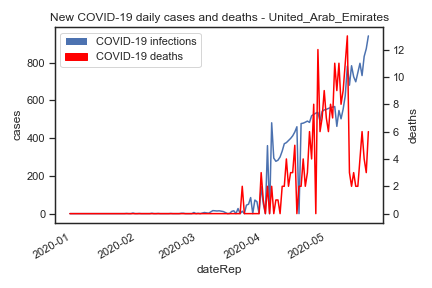 New COVID-19 daily cases and deaths - United_Arab_Emirates
COVID-19 infections
COVID-19 deaths
cases
800
600
400
200
0
deaths
12
10
8
6
4
2
0
2020-01
2020-02
2020-03
2020-04
2020-05
dateRep